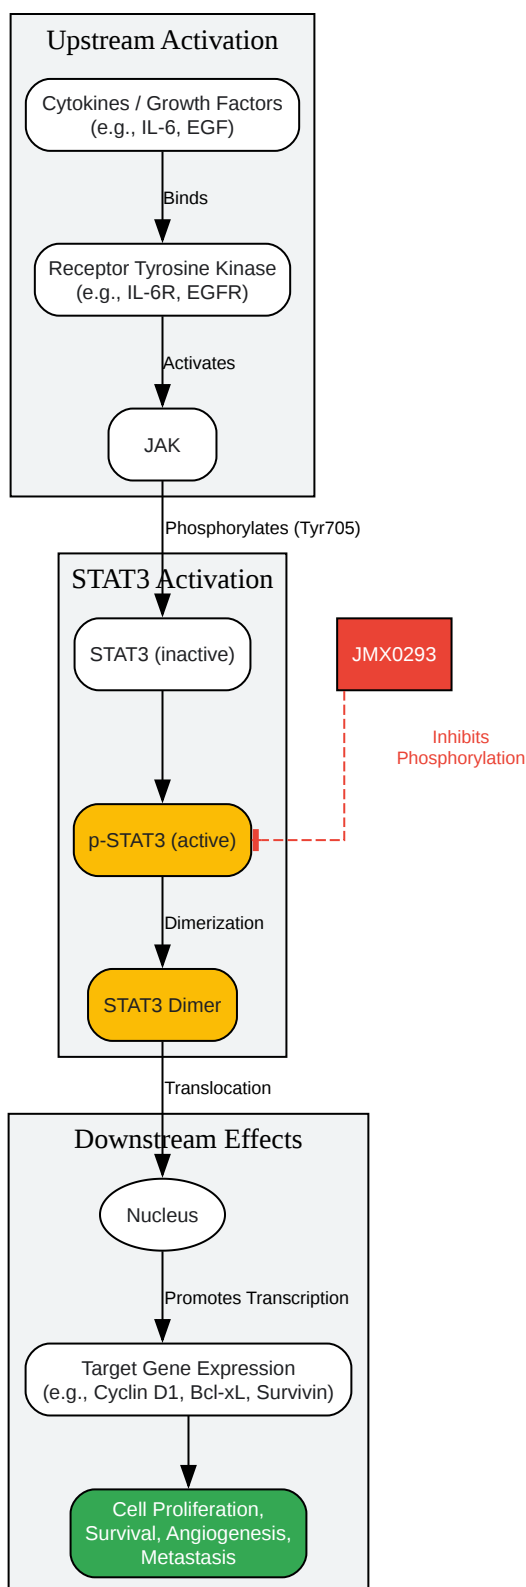 Upstream Activation
Cytokines / Growth Factors
(e.g., IL-6, EGF)
Binds
Receptor Tyrosine Kinase
(e.g., IL-6R, EGFR)
Activates
JAK
Phosphorylates (Tyr705)
STAT3 Activation
STAT3 (inactive)
JMX0293
Inhibits
Phosphorylation
p-STAT3 (active)
Dimerization
STAT3 Dimer
Translocation
Downstream Effects
Nucleus
Promotes Transcription
Target Gene Expression
(e.g., Cyclin D1, Bcl-xL, Survivin)
Cell Proliferation,
Survival, Angiogenesis,
Metastasis